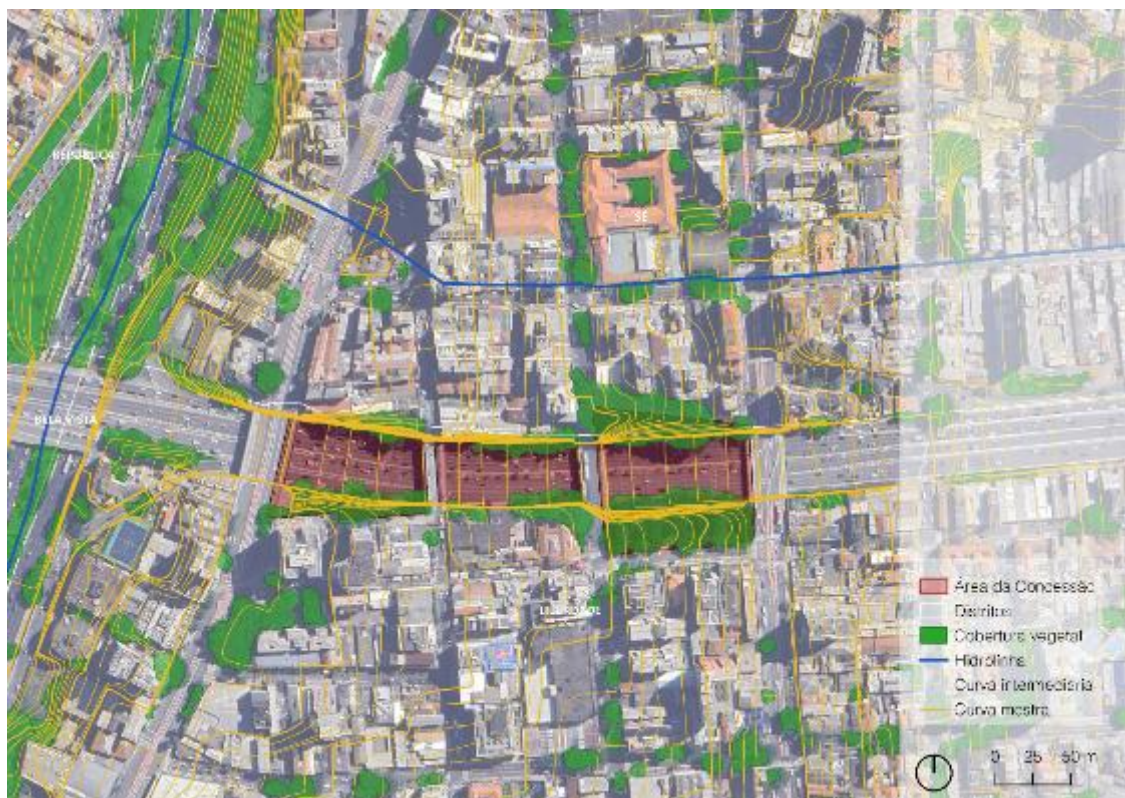 REPÚBLICA
SÉ
BELA VISTA
LIBERDADE
Área da Concessão
Distritos
Cobertura vegetal
Hidrolinha
Curva intermediária
Curva mestra
0 25 50 m